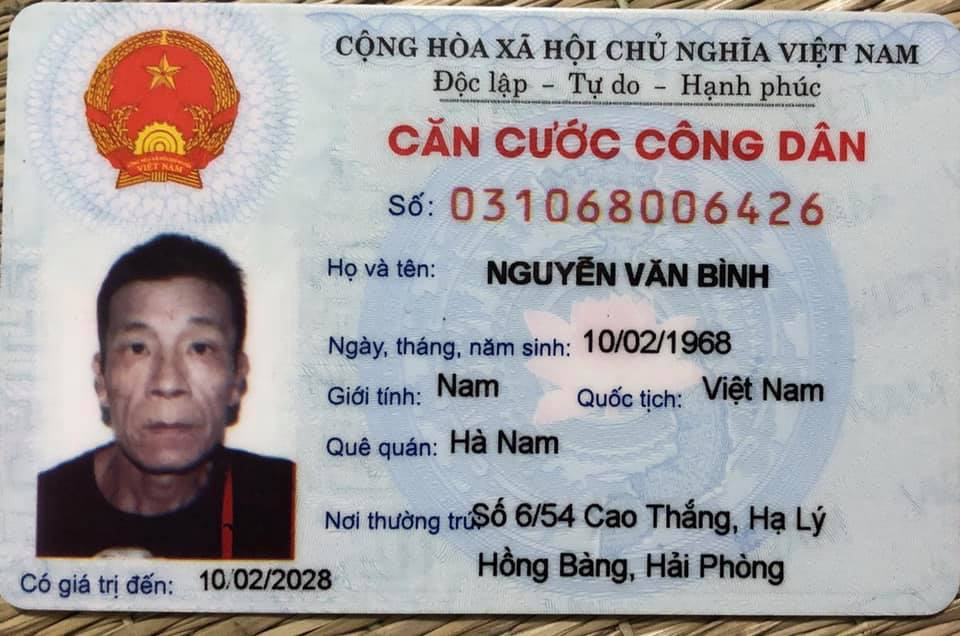 CỘNG HÒA XÃ HỘI CHỦ NGHĨA VIỆT NAM
Độc lập - Tự do - Hạnh phúc
CĂN CƯỚC CÔNG DÂN
Số: 031068006426
Họ và tên: NGUYỄN VĂN BÌNH
Ngày, tháng, năm sinh: 10/02/1968
Giới tính: Nam Quốc tịch: Việt Nam
Quê quán: Hà Nam
Nơi thường trú: Số 6/54 Cao Thắng, Hạ Lý
Hồng Bàng, Hải Phòng
Có giá trị đến: 10/02/2028
VIỆT NAM